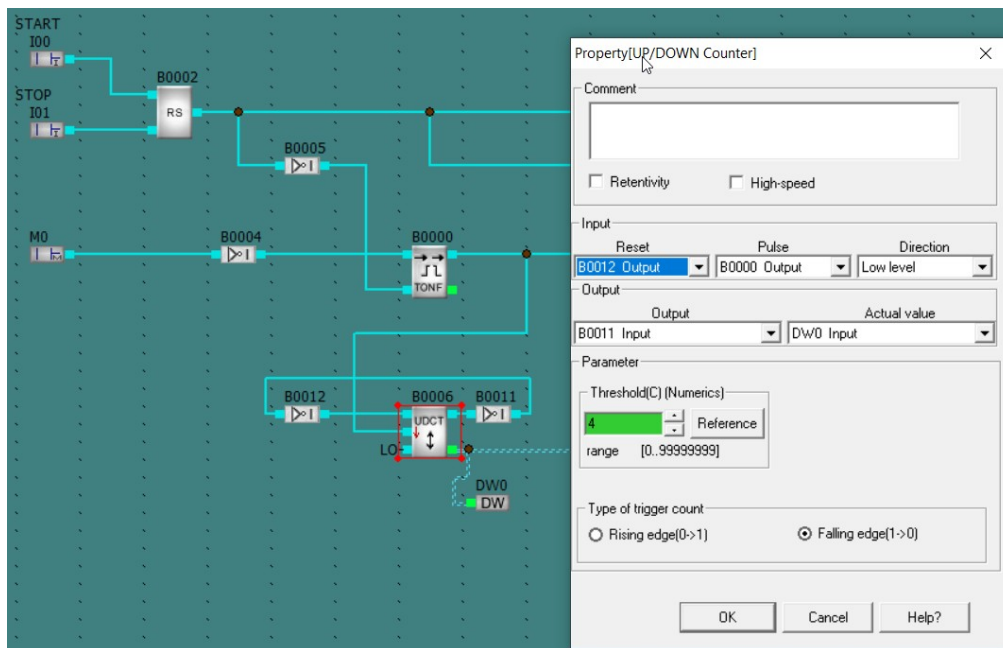 START
I00
B0002
RS
STOP
I01
B0005
M0
B0004
B0000
TONF
B0012
B0006
B0011
UDCT
LO
DW0
DW
Property[UP/DOWN Counter]
Comment
Retentivity
High-speed
Input
Reset Pulse Direction
B0012 Output B0000 Output Low level
Output
Output Actual value
B0011 Input DW0 Input
Parameter
Threshold(C) (Numerics)
4 Reference
range [0..99999999]
Type of trigger count
Rising edge(0->1) Falling edge(1->0)
OK Cancel Help?